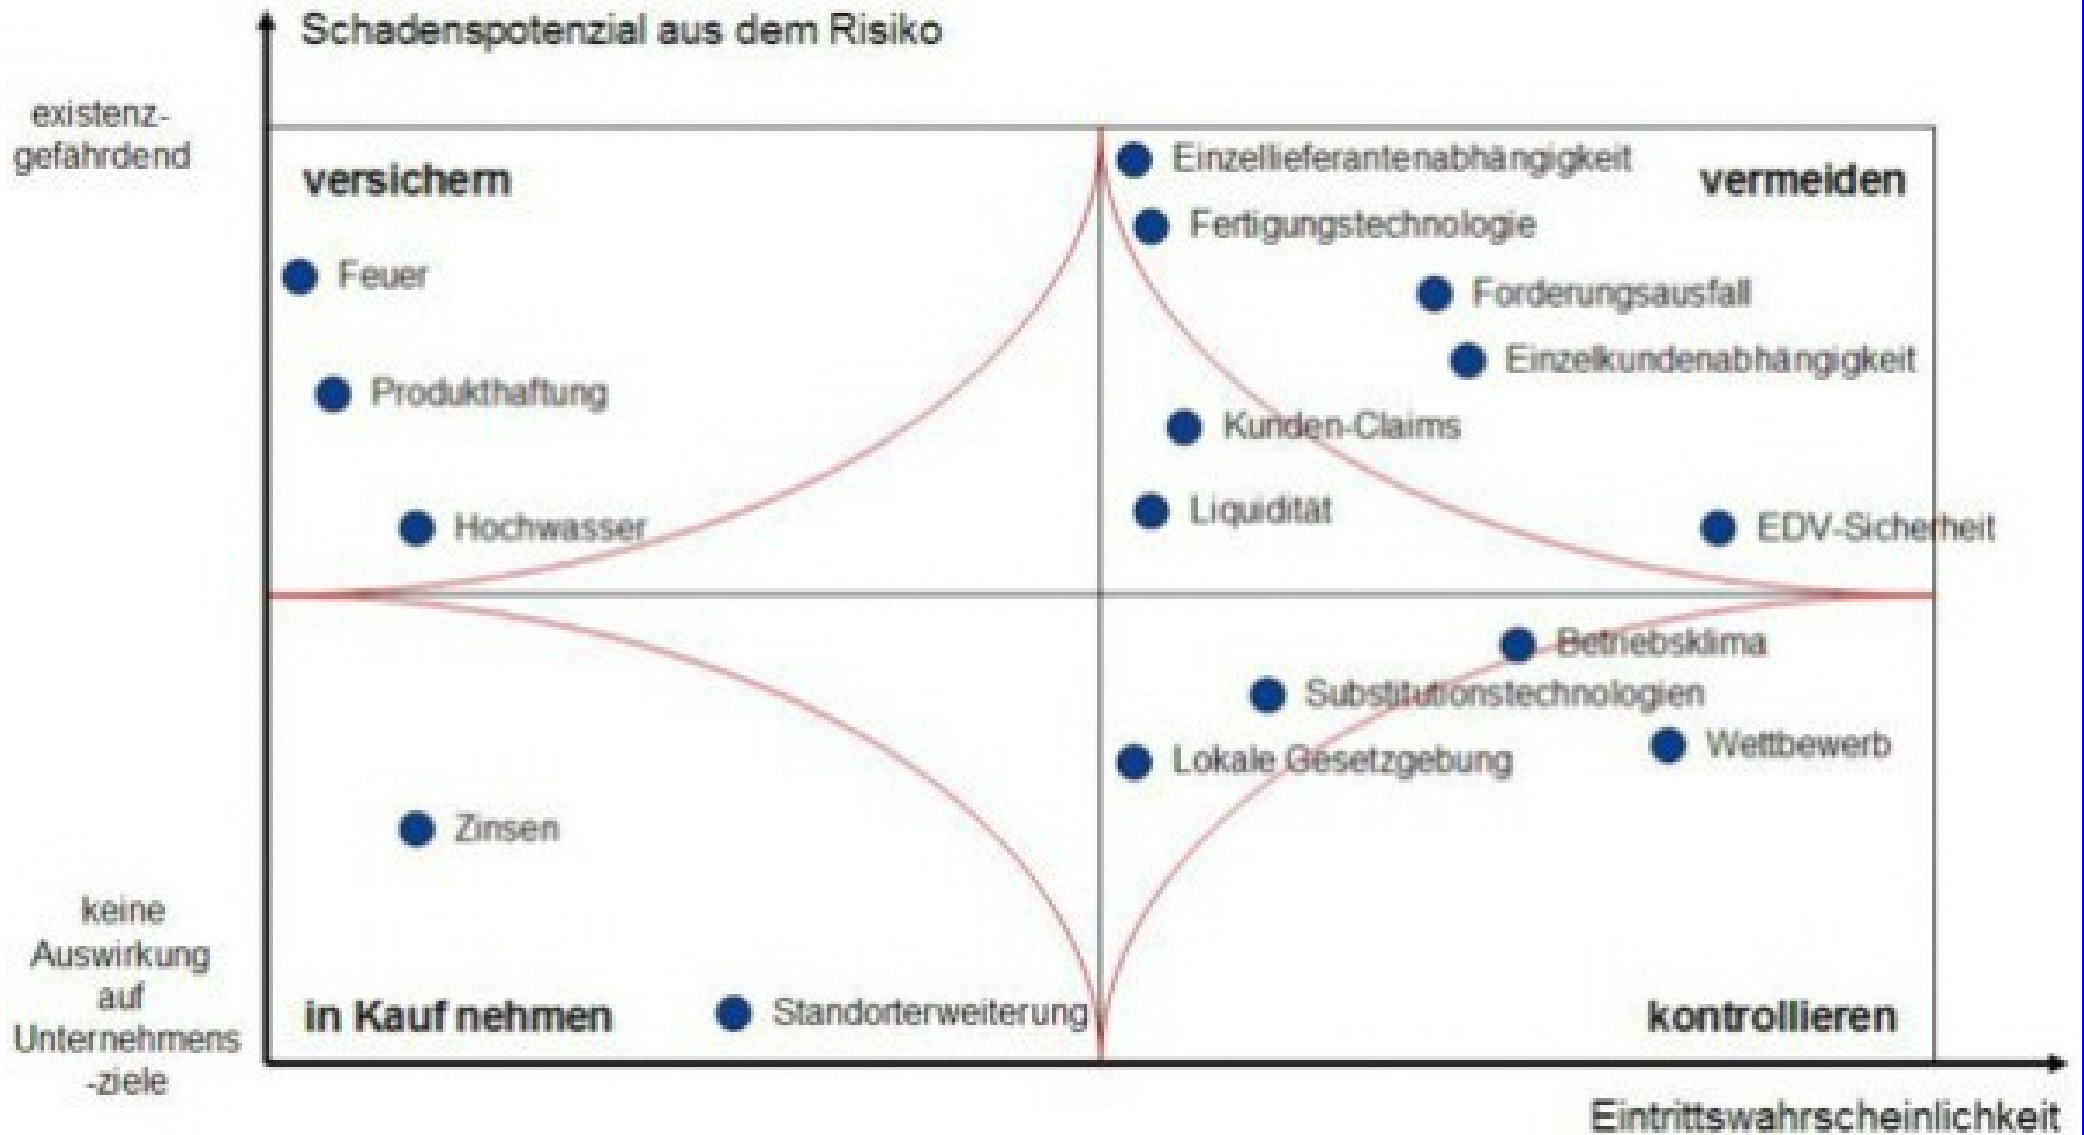 Schadenspotenzial aus dem Risiko
existenz-
gefährdend
versichern
vermeiden
Einzellieferantenabhängigkeit
Fertigungstechnologie
Feuer
Forderungsausfall
Einzelkundenabhängigkeit
Produkthaftung
Kunden-Claims
Liquidität
Hochwasser
EDV-Sicherheit
Betriebsklima
Substitutionstechnologien
Wettbewerb
Lokale Gesetzgebung
Zinsen
keine
Auswirkung
auf
Unternehmens
-ziele
in Kauf nehmen
Standorterweiterung
kontrollieren
Eintrittswahrscheinlichkeit